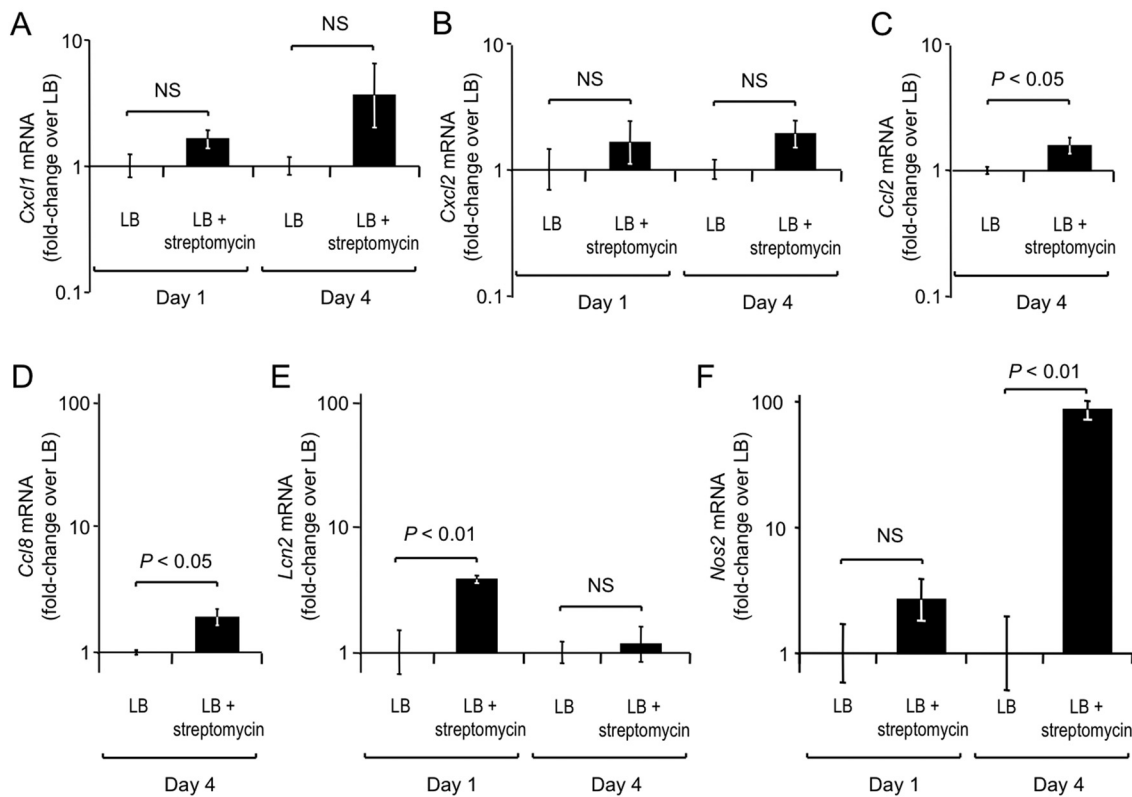 A
Cxcl1 mRNA
(fold-change over LB)
10
1
0.1
NS
NS
LB
LB +
streptomycin
LB
LB +
streptomycin
Day 1
Day 4
B
Cxcl2 mRNA
(fold-change over LB)
10
1
0.1
NS
NS
LB
LB +
streptomycin
LB
LB +
streptomycin
Day 1
Day 4
C
Ccl2 mRNA
(fold-change over LB)
10
1
0.1
P < 0.05
LB
LB +
streptomycin
Day 4
D
Ccl8 mRNA
(fold-change over LB)
100
10
1
P < 0.05
LB
LB +
streptomycin
Day 4
E
Lcn2 mRNA
(fold-change over LB)
100
10
1
P < 0.01
NS
LB
LB +
streptomycin
LB
LB +
streptomycin
Day 1
Day 4
F
Nos2 mRNA
(fold-change over LB)
100
10
1
NS
P < 0.01
LB
LB +
streptomycin
LB
LB +
streptomycin
Day 1
Day 4